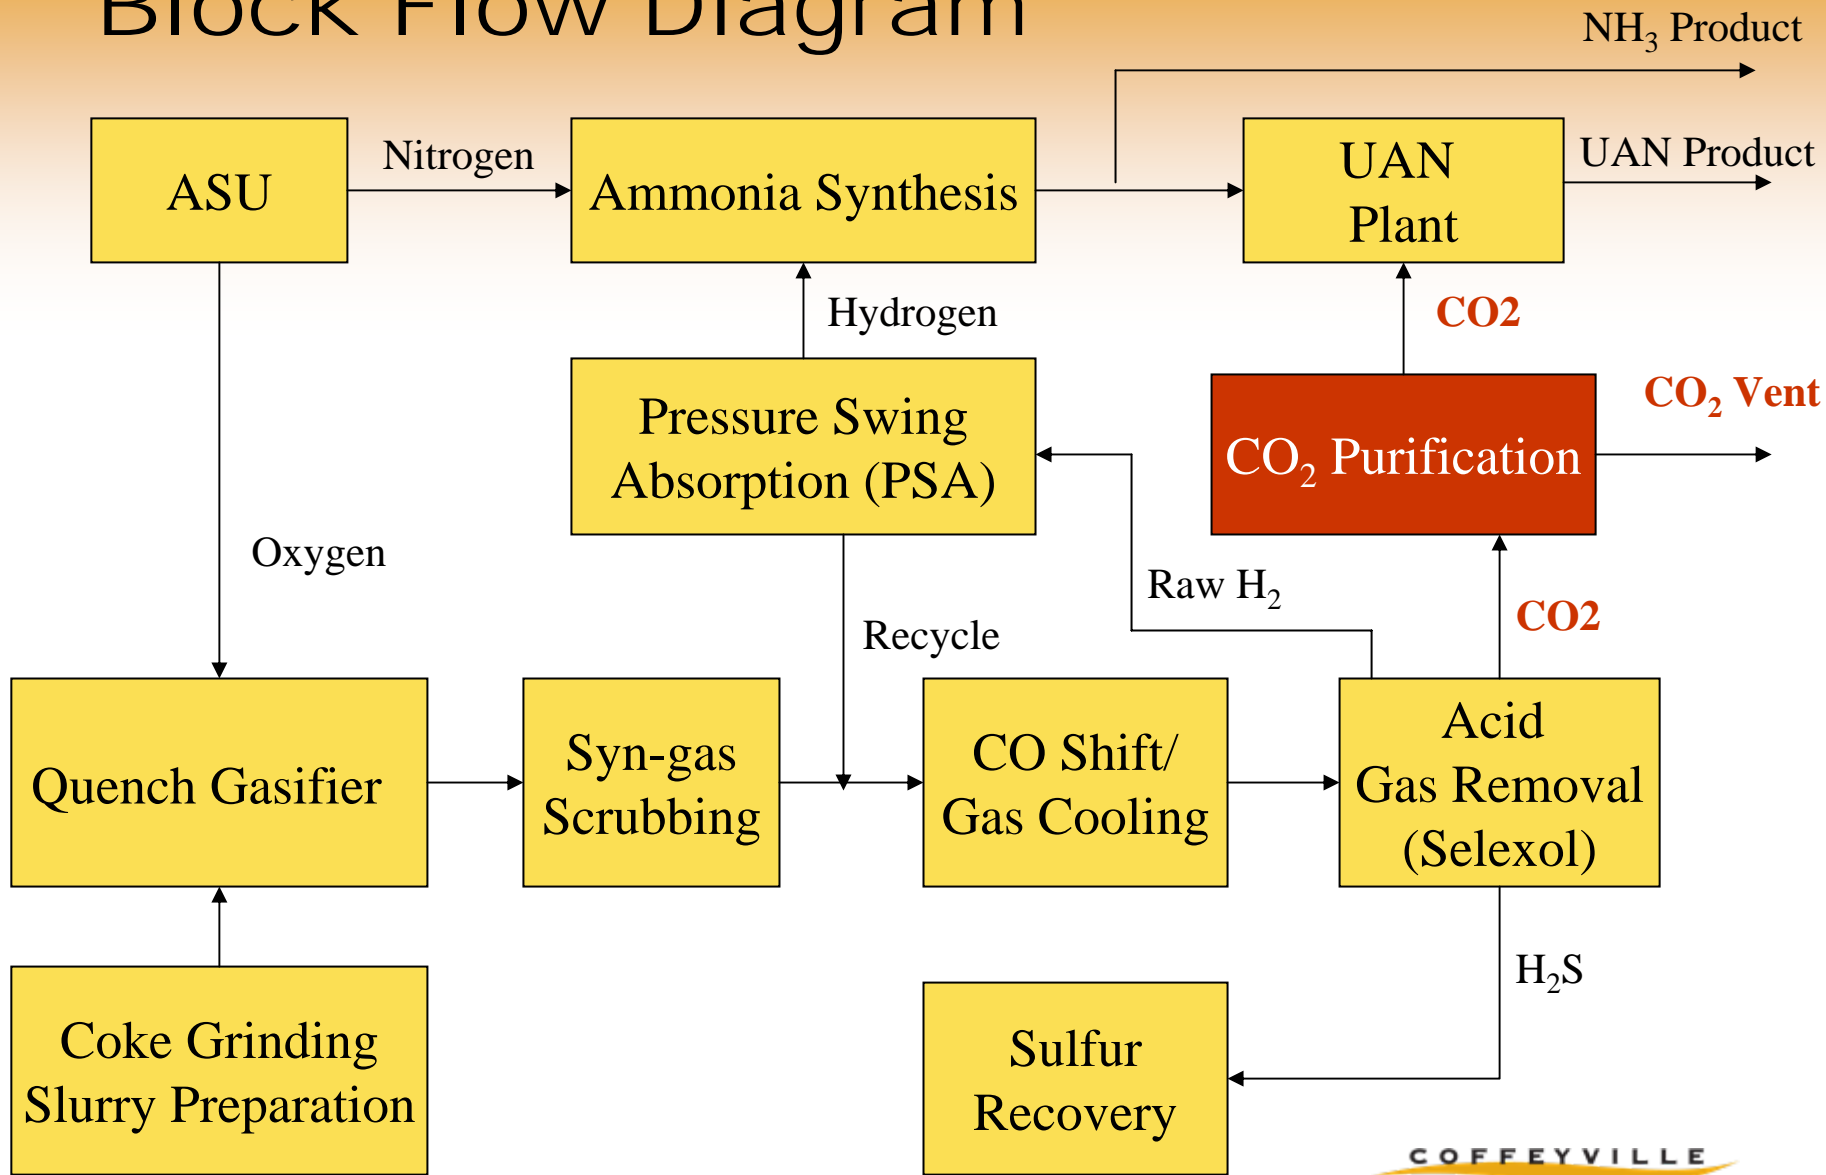 Block Flow Diagram
NH₃ Product
ASU
Nitrogen
Ammonia Synthesis
UAN
Plant
UAN Product
Hydrogen
CO2
Pressure Swing
Absorption (PSA)
CO₂ Purification
CO₂ Vent
Oxygen
Raw H₂
Recycle
CO2
Quench Gasifier
Syn-gas
Scrubbing
CO Shift/
Gas Cooling
Acid
Gas Removal
(Selexol)
H₂S
Coke Grinding
Slurry Preparation
Sulfur
Recovery
COFFEYVILLE